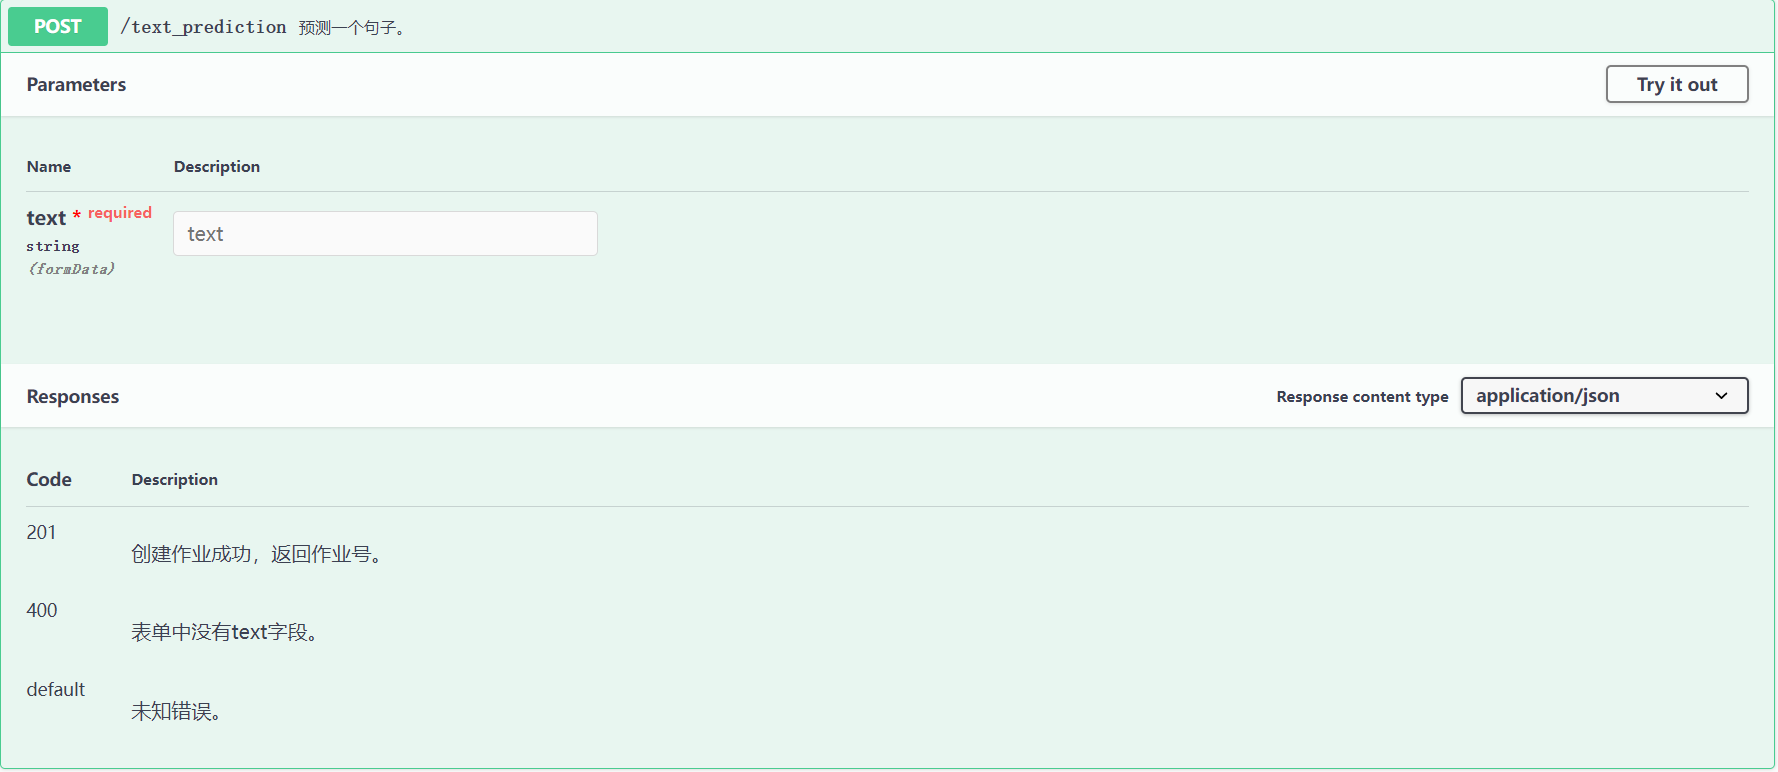 POST /text_prediction 预测一个句子。
Parameters Try it out
Name Description
text * required
string
(formData)
text
Responses Response content type application/json
Code Description
201
创建作业成功，返回作业号。
400
表单中没有text字段。
default
未知错误。